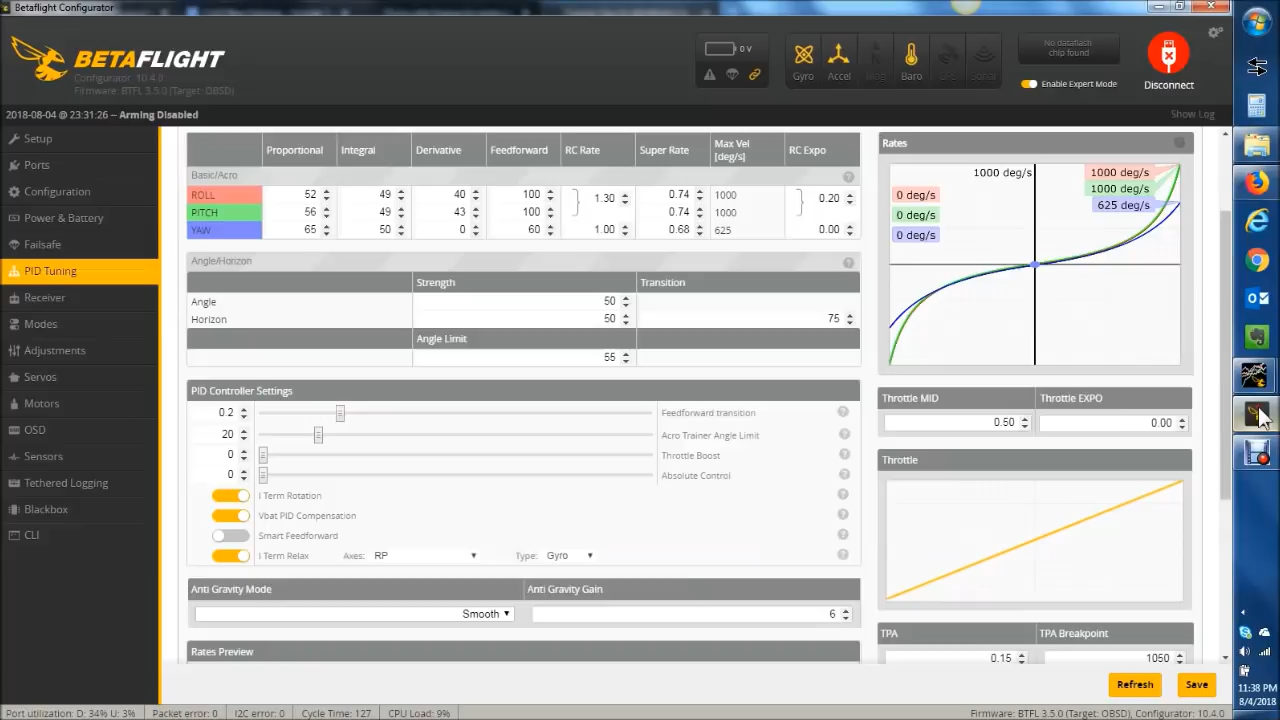 Betaflight Configurator
BETAFLIGHT
Configurator: 10.4.0
Firmware: BTFL 3.5.0 (Target: OBSD)
0 V
Gyro
Accel
Mag
Baro
GPS
Sonar
No dataflash
chip found
Enable Expert Mode
Disconnect
2018-08-04 @ 23:31:26 -- Arming Disabled
Show Log
Setup
Ports
Configuration
Power & Battery
Failsafe
PID Tuning
Receiver
Modes
Adjustments
Servos
Motors
OSD
Sensors
Tethered Logging
Blackbox
CLI
Proportional Integral Derivative Feedforward RC Rate Super Rate Max Vel [deg/s] RC Expo
Basic/Acro
ROLL 52 49 40 100 1.30 0.74 1000 0.20
PITCH 56 49 43 100 0.74 1000
YAW 65 50 0 60 1.00 0.68 625 0.00
Angle/Horizon
Strength Transition
Angle 50
Horizon 50 75
Angle Limit
55
PID Controller Settings
0.2 Feedforward transition
20 Acro Trainer Angle Limit
0 Throttle Boost
0 Absolute Control
I Term Rotation
Vbat PID Compensation
Smart Feedforward
I Term Relax Axes: RP Type: Gyro
Anti Gravity Mode Anti Gravity Gain
Smooth 6
Rates Preview
Rates
1000 deg/s 1000 deg/s
0 deg/s 1000 deg/s
0 deg/s 625 deg/s
0 deg/s
Throttle MID Throttle EXPO
0.50 0.00
Throttle
TPA TPA Breakpoint
0.15 1050
Refresh Save
Port utilization: D: 34% U: 3% Packet error: 0 I2C error: 0 Cycle Time: 127 CPU Load: 9% Firmware: BTFL 3.5.0 (Target: OBSD), Configurator: 10.4.0
11:38 PM
8/4/2018